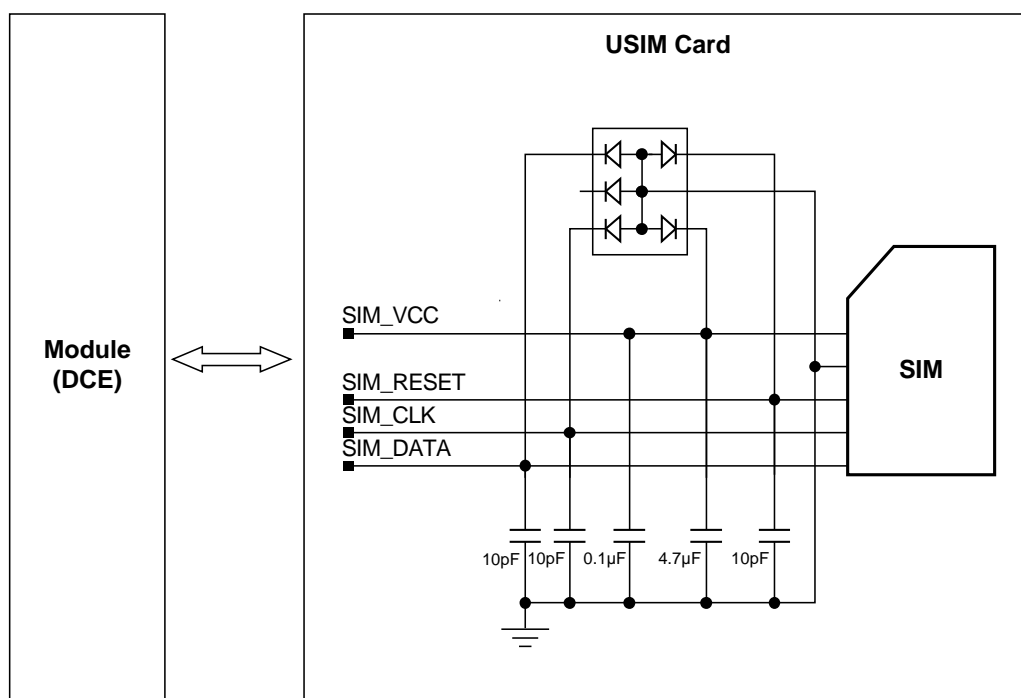 USIM Card
Module
(DCE)
SIM_VCC
SIM_RESET
SIM_CLK
SIM_DATA
SIM
10pF
10pF
0.1µF
4.7µF
10pF